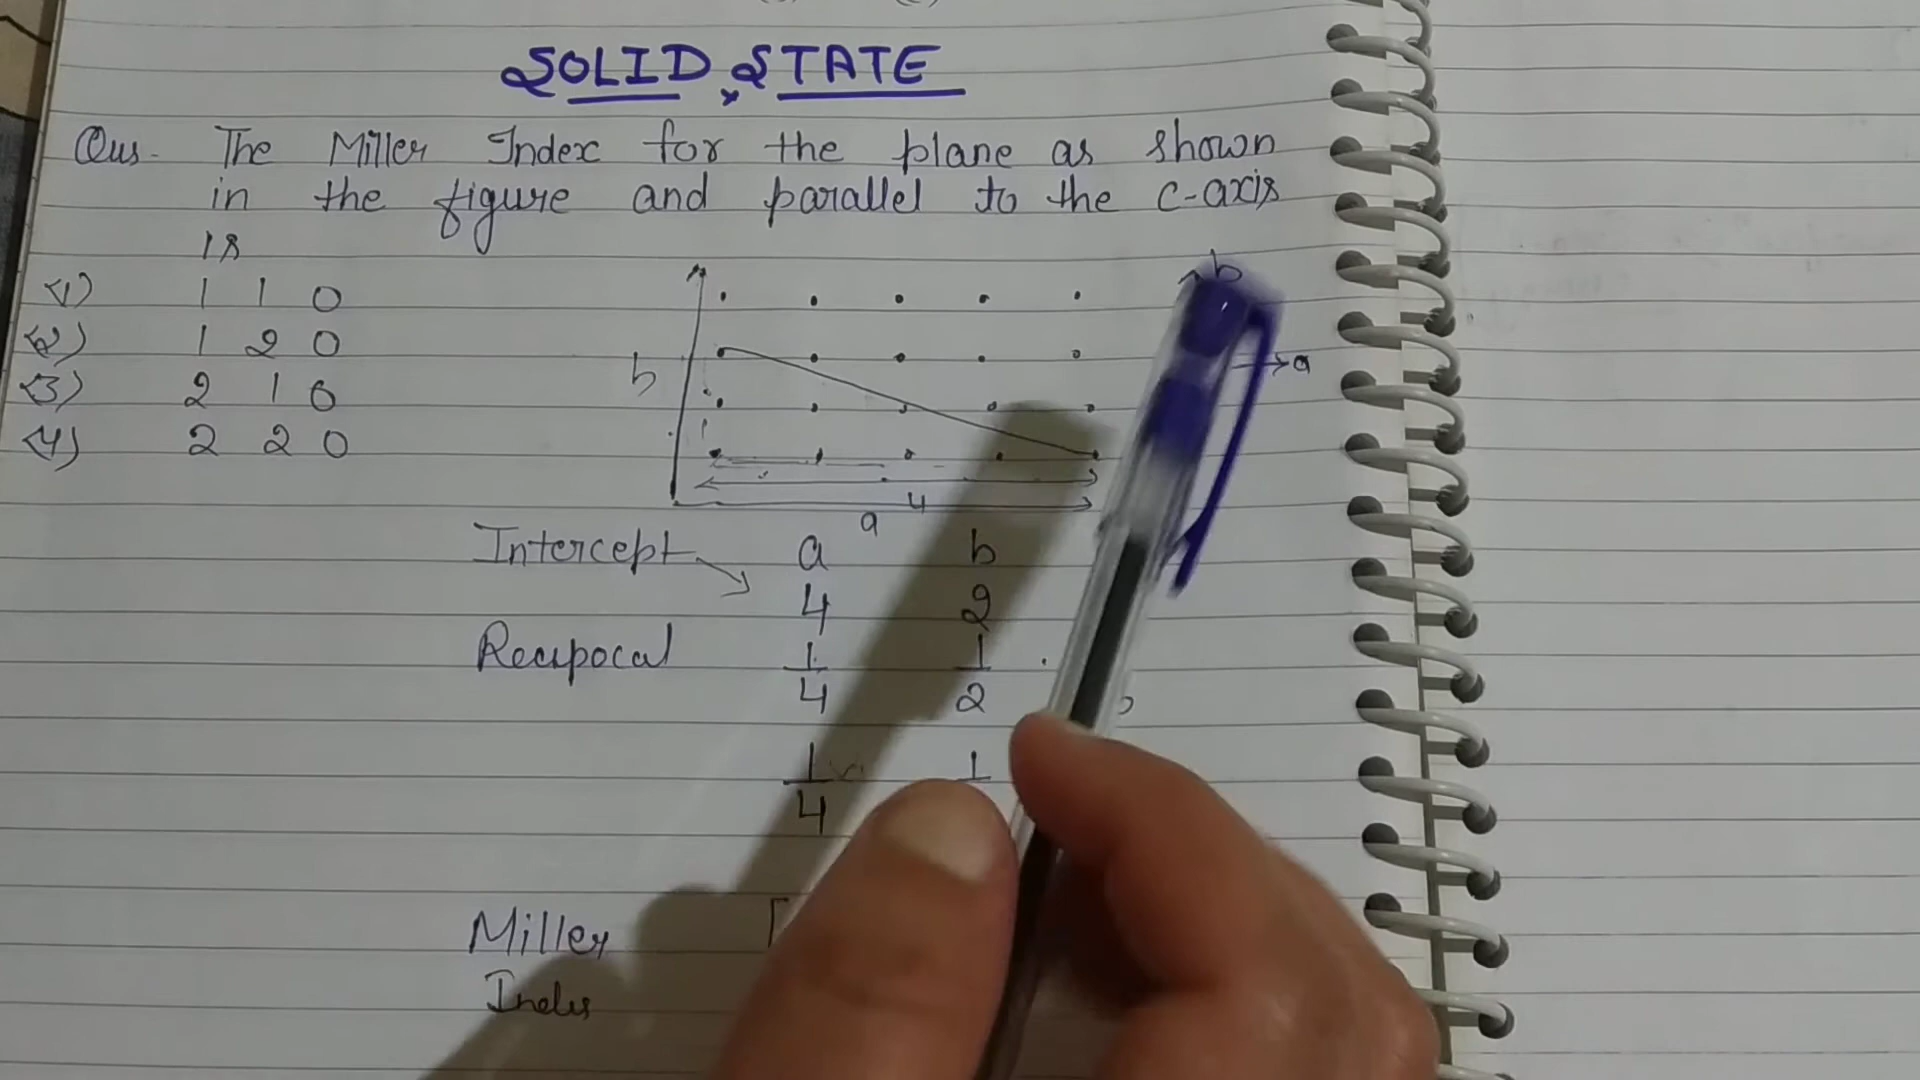 SOLID STATE
Qus. The Miller Index for the plane as shown
in the figure and parallel to the c-axis
is
(1) 1 1 0
(2) 1 2 0
(3) 2 1 0
(4) 2 2 0
b
b
a
4
a
Intercept a b
4 2
Recipocal 1/4 1/2
1/4 1
Miller
Index